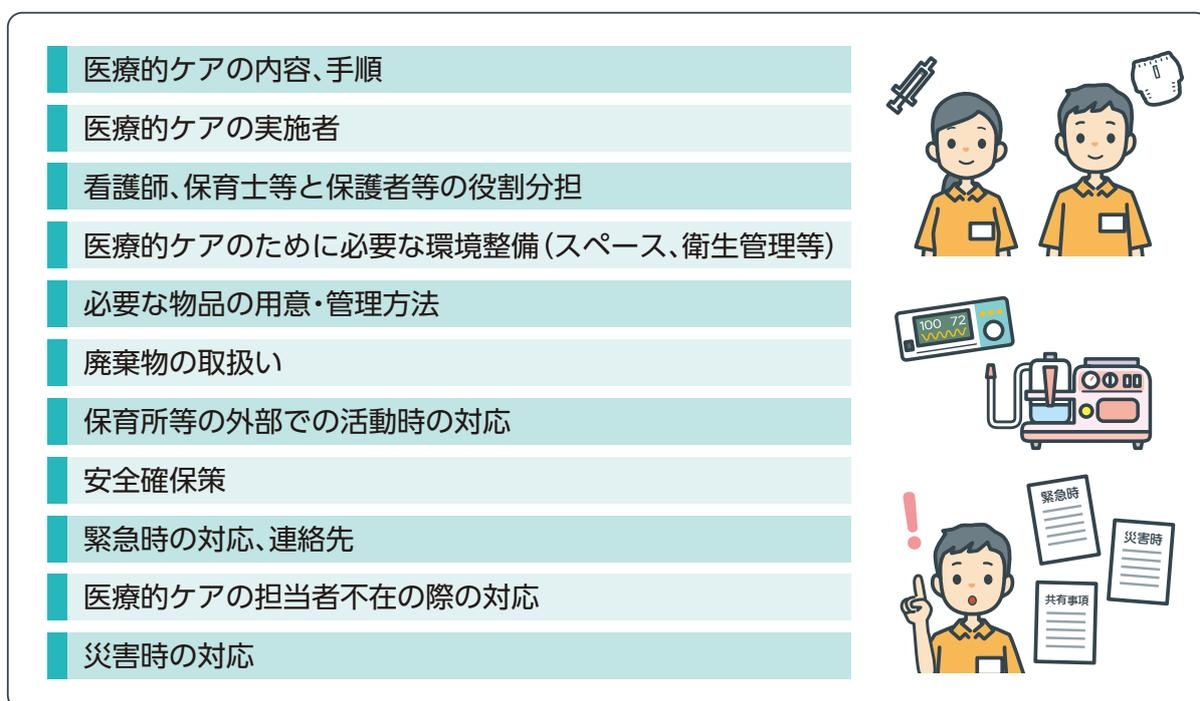 医療的ケアの内容、手順
医療的ケアの実施者
看護師、保育士等と保護者等の役割分担
医療的ケアのために必要な環境整備（スペース、衛生管理等）
必要な物品の用意・管理方法
廃棄物の取扱い
保育所等の外部での活動時の対応
安全確保策
緊急時の対応、連絡先
医療的ケアの担当者不在の際の対応
災害時の対応
100 72
緊急時
災害時
共有事項